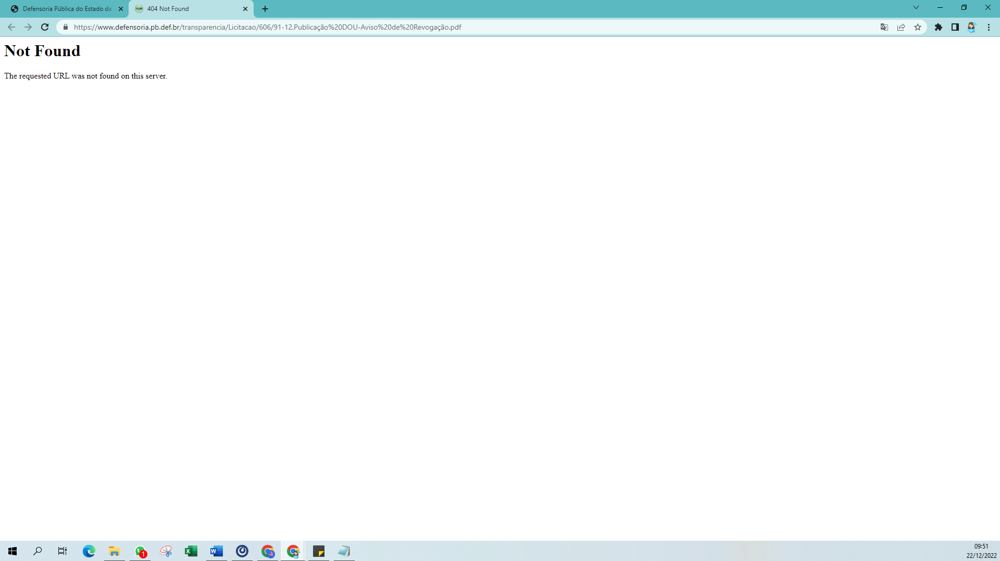 Defensoria Pública do Estado da
404 Not Found
https://www.defensoria.pb.def.br/transparencia/Licitacao/606/91-12.Publicação%20DOU-Aviso%20de%20Revogação.pdf
Not Found
The requested URL was not found on this server.
1
09:51
22/12/2022